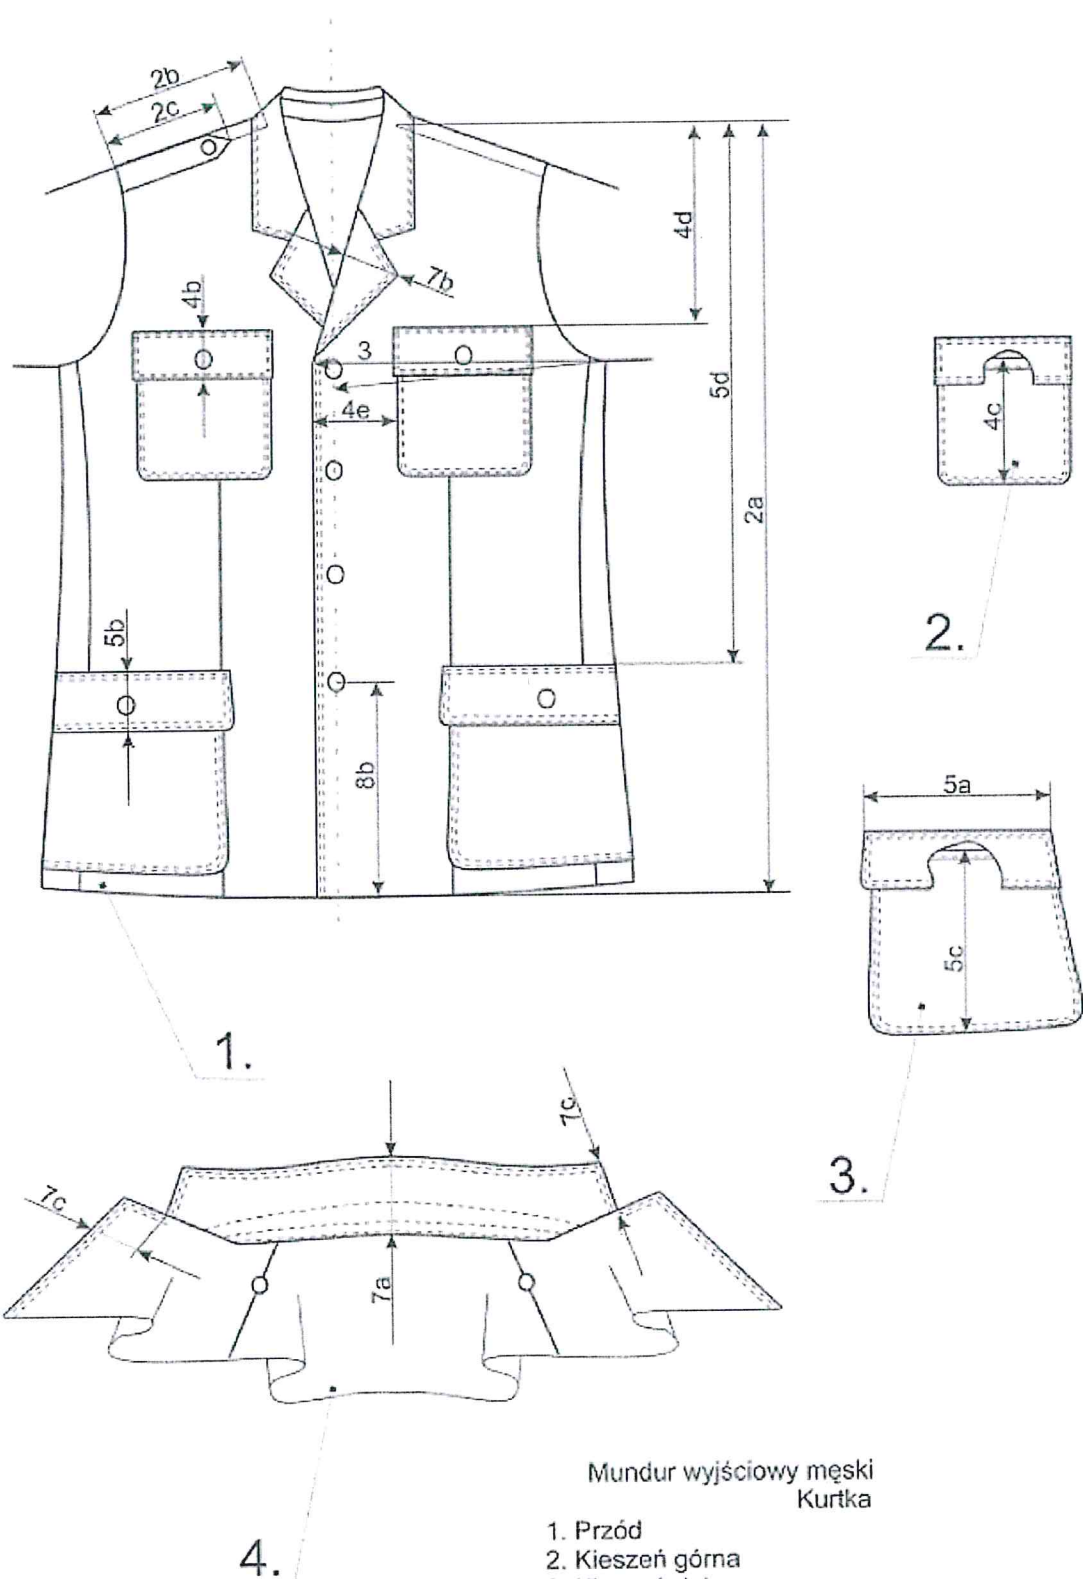 2b
2c
4d
7b
4b
3
5d
4e
4c
2a
2.
5b
8b
5a
5c
1.
7c
3.
7c
7a
Mundur wyjściowy męski
Kurtka
1. Przód
4.
2. Kieszeń górna